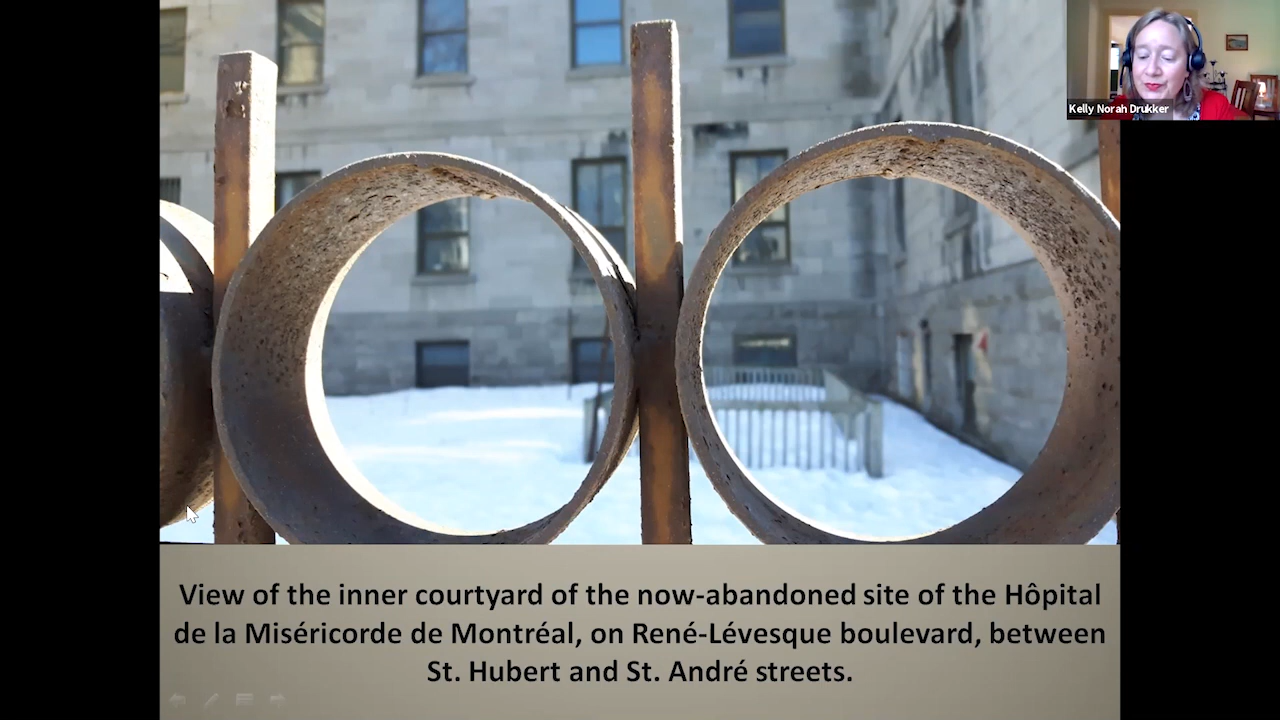 Kelly Norah Drukker
View of the inner courtyard of the now-abandoned site of the Hôpital
de la Miséricorde de Montréal, on René-Lévesque boulevard, between
St. Hubert and St. André streets.